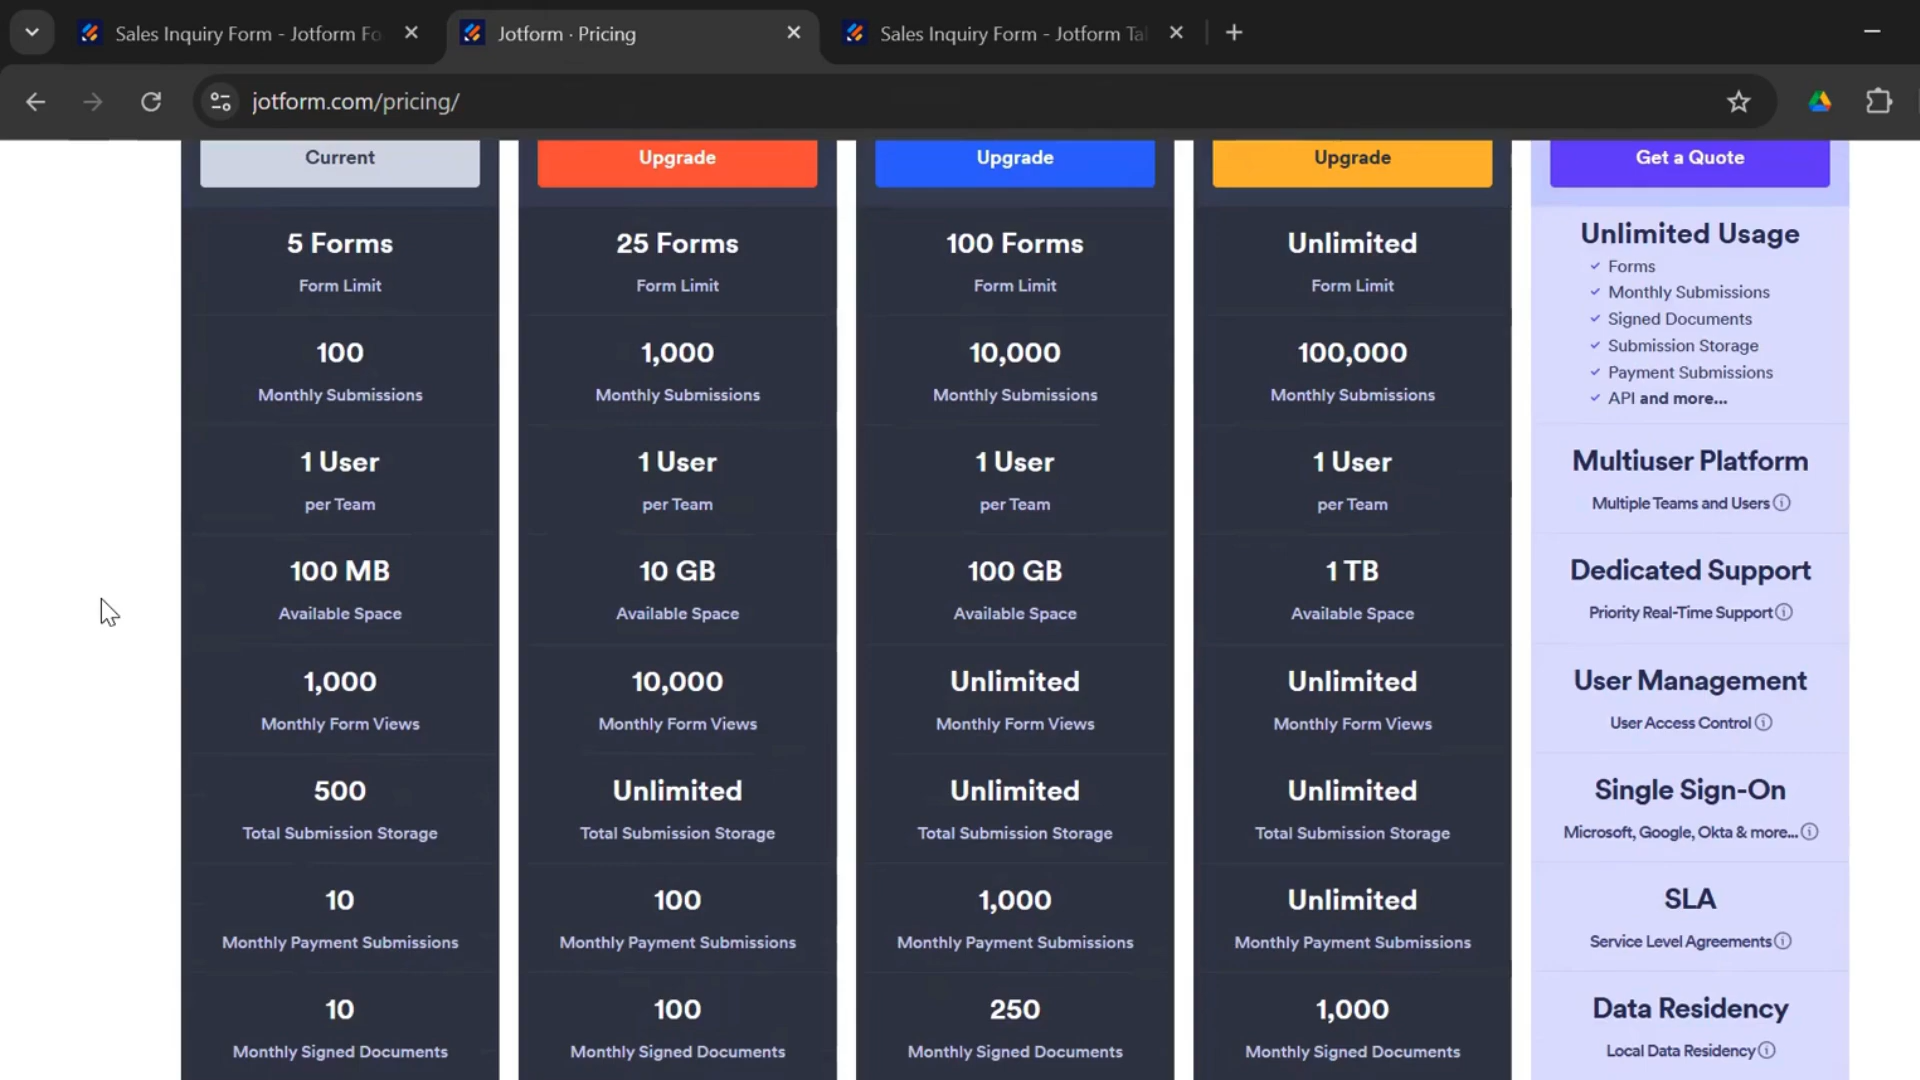 Sales Inquiry Form - Jotform Fo
Jotform · Pricing
Sales Inquiry Form - Jotform Ta
jotform.com/pricing/
Current
Upgrade
Upgrade
Upgrade
Get a Quote
5 Forms
Form Limit
25 Forms
Form Limit
100 Forms
Form Limit
Unlimited
Form Limit
Unlimited Usage
Forms
Monthly Submissions
Signed Documents
Submission Storage
Payment Submissions
API and more...
100
Monthly Submissions
1,000
Monthly Submissions
10,000
Monthly Submissions
100,000
Monthly Submissions
1 User
per Team
1 User
per Team
1 User
per Team
1 User
per Team
Multiuser Platform
Multiple Teams and Users
100 MB
Available Space
10 GB
Available Space
100 GB
Available Space
1 TB
Available Space
Dedicated Support
Priority Real-Time Support
1,000
Monthly Form Views
10,000
Monthly Form Views
Unlimited
Monthly Form Views
Unlimited
Monthly Form Views
User Management
User Access Control
500
Total Submission Storage
Unlimited
Total Submission Storage
Unlimited
Total Submission Storage
Unlimited
Total Submission Storage
Single Sign-On
Microsoft, Google, Okta & more...
10
Monthly Payment Submissions
100
Monthly Payment Submissions
1,000
Monthly Payment Submissions
Unlimited
Monthly Payment Submissions
SLA
Service Level Agreements
10
Monthly Signed Documents
100
Monthly Signed Documents
250
Monthly Signed Documents
1,000
Monthly Signed Documents
Data Residency
Local Data Residency